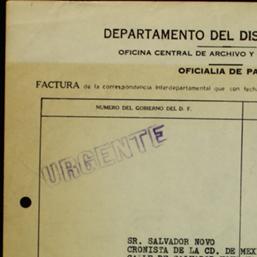 DEPARTAMENTO DEL DIS
OFICINA CENTRAL DE ARCHIVO Y
OFICIALIA DE PA
FACTURA de la correspondencia Interdepartamental que con fecha
NUMERO DEL GOBIERNO DEL D. F.
URGENTE
SR. SALVADOR NOVO
CRONISTA DE LA CD. DE MEX